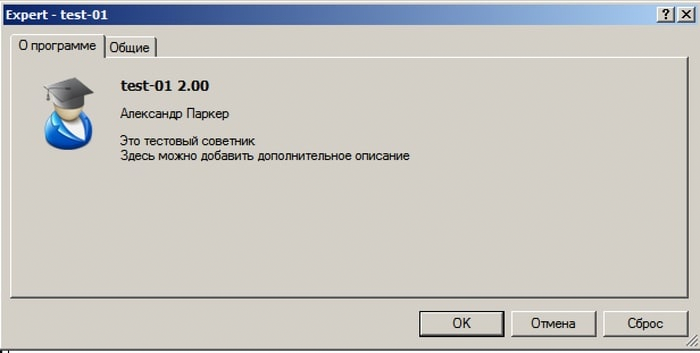 Expert - test-01
О программе
Общие
test-01 2.00
Александр Паркер
Это тестовый советник
Здесь можно добавить дополнительное описание
OK
Отмена
Сброс